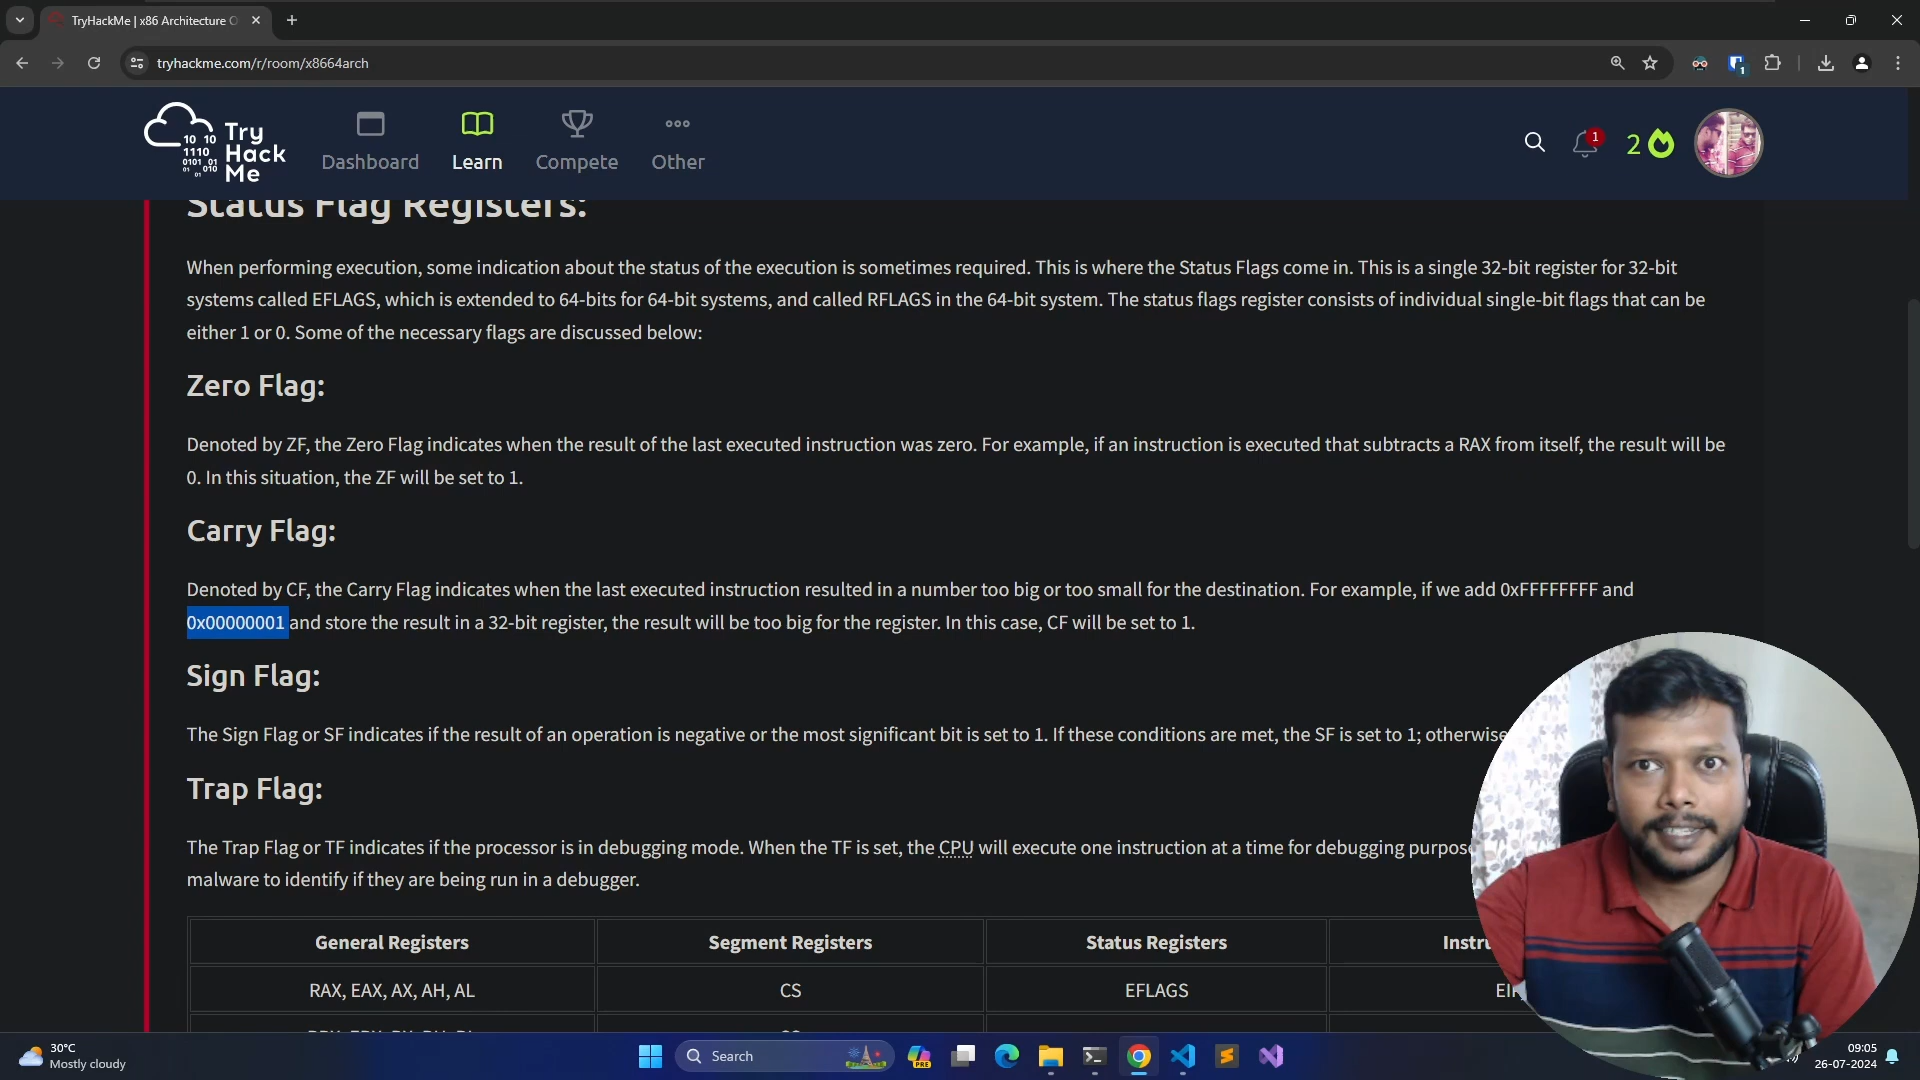 TryHackMe | x86 Architecture O
tryhackme.com/r/room/x8664arch
1
10 10
1110
0101 01
01 010
01
Try
Hack
Me
Dashboard
Learn
Compete
Other
1
2
Status Flag Registers:
When performing execution, some indication about the status of the execution is sometimes required. This is where the Status Flags come in. This is a single 32-bit register for 32-bit
systems called EFLAGS, which is extended to 64-bits for 64-bit systems, and called RFLAGS in the 64-bit system. The status flags register consists of individual single-bit flags that can be
either 1 or 0. Some of the necessary flags are discussed below:
Zero Flag:
Denoted by ZF, the Zero Flag indicates when the result of the last executed instruction was zero. For example, if an instruction is executed that subtracts a RAX from itself, the result will be
0. In this situation, the ZF will be set to 1.
Carry Flag:
Denoted by CF, the Carry Flag indicates when the last executed instruction resulted in a number too big or too small for the destination. For example, if we add 0xFFFFFFFF and
0x00000001 and store the result in a 32-bit register, the result will be too big for the register. In this case, CF will be set to 1.
Sign Flag:
The Sign Flag or SF indicates if the result of an operation is negative or the most significant bit is set to 1. If these conditions are met, the SF is set to 1; otherwise
Trap Flag:
The Trap Flag or TF indicates if the processor is in debugging mode. When the TF is set, the CPU will execute one instruction at a time for debugging purpose
malware to identify if they are being run in a debugger.
General Registers
Segment Registers
Status Registers
Instru
RAX, EAX, AX, AH, AL
CS
EFLAGS
EIP,
30°C
Mostly cloudy
Search
PRE
09:05
26-07-2024